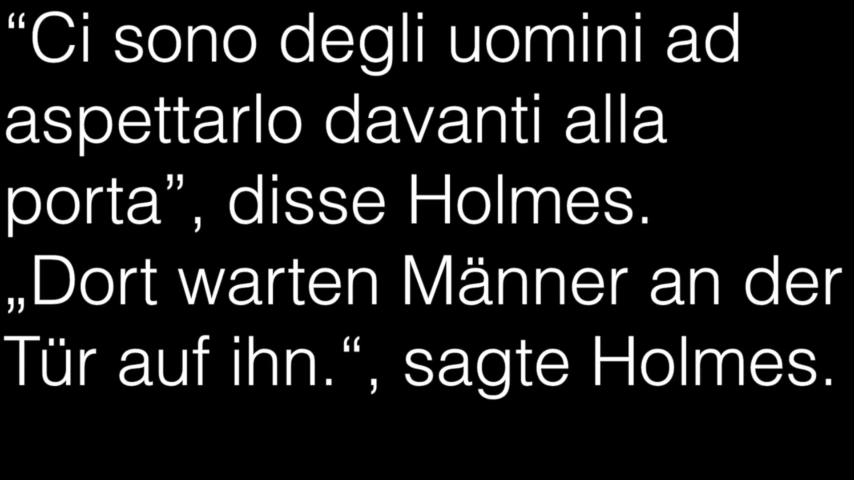 “Ci sono degli uomini ad
aspettarlo davanti alla
porta”, disse Holmes.
„Dort warten Männer an der
Tür auf ihn.“, sagte Holmes.